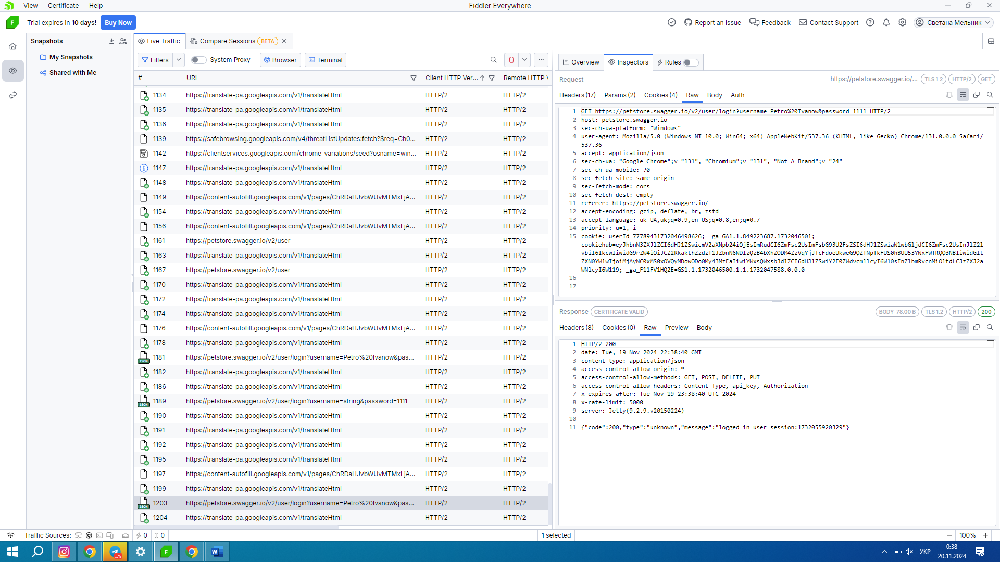 View Certificate Help
Fiddler Everywhere
Trial expires in 10 days! Buy Now
Report an Issue Feedback Contact Support Светана Мельник
Snapshots
My Snapshots
Shared with Me
Live Traffic Compare Sessions BETA
Filters System Proxy Browser Terminal
# URL Client HTTP Ver... Remote HTTP V
1134 https://translate-pa.googleapis.com/v1/translateHtml HTTP/2 HTTP/2
1135 https://translate-pa.googleapis.com/v1/translateHtml HTTP/2 HTTP/2
1136 https://translate-pa.googleapis.com/v1/translateHtml HTTP/2 HTTP/2
1139 https://safebrowsing.googleapis.com/v4/threatListUpdates:fetch?$req=Ch0... HTTP/2 HTTP/2
1142 https://clientservices.googleapis.com/chrome-variations/seed?osname=win... HTTP/2 HTTP/2
1147 https://translate-pa.googleapis.com/v1/translateHtml HTTP/2 HTTP/2
1148 https://translate-pa.googleapis.com/v1/translateHtml HTTP/2 HTTP/2
1149 https://content-autofill.googleapis.com/v1/pages/ChRDaHJvbWUvMTMxLjA... HTTP/2 HTTP/2
1154 https://translate-pa.googleapis.com/v1/translateHtml HTTP/2 HTTP/2
1156 https://content-autofill.googleapis.com/v1/pages/ChRDaHJvbWUvMTMxLjA... HTTP/2 HTTP/2
1161 https://petstore.swagger.io/v2/user HTTP/2 HTTP/2
1163 https://translate-pa.googleapis.com/v1/translateHtml HTTP/2 HTTP/2
1167 https://petstore.swagger.io/v2/user HTTP/2 HTTP/2
1170 https://translate-pa.googleapis.com/v1/translateHtml HTTP/2 HTTP/2
1172 https://translate-pa.googleapis.com/v1/translateHtml HTTP/2 HTTP/2
1174 https://translate-pa.googleapis.com/v1/translateHtml HTTP/2 HTTP/2
1176 https://content-autofill.googleapis.com/v1/pages/ChRDaHJvbWUvMTMxLjA... HTTP/2 HTTP/2
1178 https://translate-pa.googleapis.com/v1/translateHtml HTTP/2 HTTP/2
JSON 1181 https://petstore.swagger.io/v2/user/login?username=Petro%20Ivanow&pas... HTTP/2 HTTP/2
1182 https://translate-pa.googleapis.com/v1/translateHtml HTTP/2 HTTP/2
1186 https://translate-pa.googleapis.com/v1/translateHtml HTTP/2 HTTP/2
JSON 1189 https://petstore.swagger.io/v2/user/login?username=string&password=1111 HTTP/2 HTTP/2
1190 https://translate-pa.googleapis.com/v1/translateHtml HTTP/2 HTTP/2
1191 https://translate-pa.googleapis.com/v1/translateHtml HTTP/2 HTTP/2
1192 https://translate-pa.googleapis.com/v1/translateHtml HTTP/2 HTTP/2
1195 https://translate-pa.googleapis.com/v1/translateHtml HTTP/2 HTTP/2
1197 https://content-autofill.googleapis.com/v1/pages/ChRDaHJvbWUvMTMxLjA... HTTP/2 HTTP/2
1199 https://translate-pa.googleapis.com/v1/translateHtml HTTP/2 HTTP/2
JSON 1203 https://petstore.swagger.io/v2/user/login?username=Petro%20Ivanow&pas... HTTP/2 HTTP/2
1204 https://translate-pa.googleapis.com/v1/translateHtml HTTP/2 HTTP/2
Overview Inspectors Rules
Request https://petstore.swagger.io/... TLS 1.2 HTTP/2 GET
Headers (17) Params (2) Cookies (4) Raw Body Auth
1 GET https://petstore.swagger.io/v2/user/login?username=Petro%20Ivanow&password=1111 HTTP/2
2 host: petstore.swagger.io
3 sec-ch-ua-platform: "Windows"
4 user-agent: Mozilla/5.0 (Windows NT 10.0; Win64; x64) AppleWebKit/537.36 (KHTML, like Gecko) Chrome/131.0.0.0 Safari/
537.36
5 accept: application/json
6 sec-ch-ua: "Google Chrome";v="131", "Chromium";v="131", "Not_A Brand";v="24"
7 sec-ch-ua-mobile: ?0
8 sec-fetch-site: same-origin
9 sec-fetch-mode: cors
10 sec-fetch-dest: empty
11 referer: https://petstore.swagger.io/
12 accept-encoding: gzip, deflate, br, zstd
13 accept-language: uk-UA,uk;q=0.9,en-US;q=0.8,en;q=0.7
14 priority: u=1, i
15 cookie: userId=77789431732046498626; _ga=GA1.1.849223687.1732046501;
_ga_F11FV1HQ2E=GS1.1.1732046500.1.1.1732047588.0.0.0
16
17
Response CERTIFICATE VALID BODY: 78.00 B TLS 1.2 HTTP/2 200
Headers (8) Cookies (0) Raw Preview Body
1 HTTP/2 200
2 date: Tue, 19 Nov 2024 22:38:40 GMT
3 content-type: application/json
4 access-control-allow-origin: *
5 access-control-allow-methods: GET, POST, DELETE, PUT
6 access-control-allow-headers: Content-Type, api_key, Authorization
7 x-expires-after: Tue Nov 19 23:38:40 UTC 2024
8 x-rate-limit: 5000
9 server: Jetty(9.2.9.v20150224)
10
11 {"code":200,"type":"unknown","message":"logged in user session:1732055920329"}
Traffic Sources: 0 0 1 selected 100%
79 УКР 0:38
20.11.2024